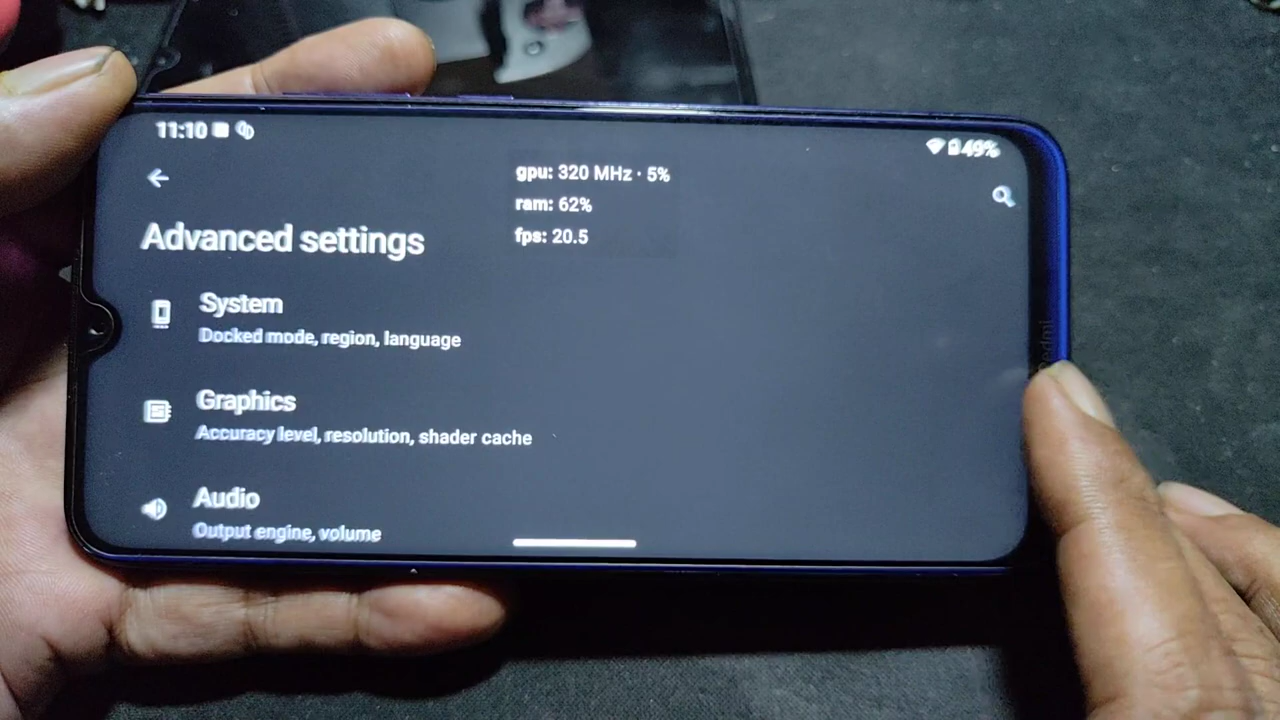 11:10
49%
gpu: 320 MHz · 5%
ram: 62%
fps: 20.5
Advanced settings
System
Docked mode, region, language
Graphics
Accuracy level, resolution, shader cache
Audio
Output engine, volume
Redmi